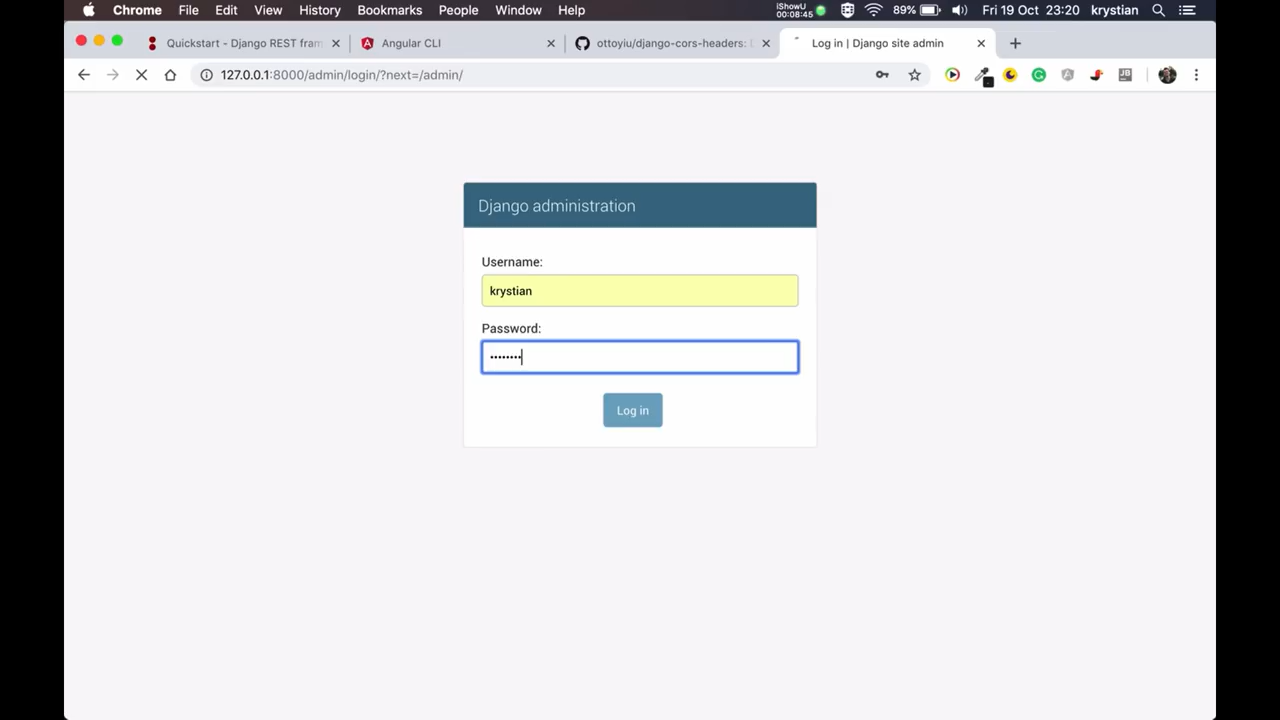 Chrome File Edit View History Bookmarks People Window Help iShowU 00:08:45 89% Fri 19 Oct 23:20 krystian
Quickstart - Django REST fram Angular CLI ottoyiu/django-cors-headers: Log in | Django site admin
127.0.0.1:8000/admin/login/?next=/admin/ JB
Django administration
Username:
krystian
Password:
••••••••
Log in